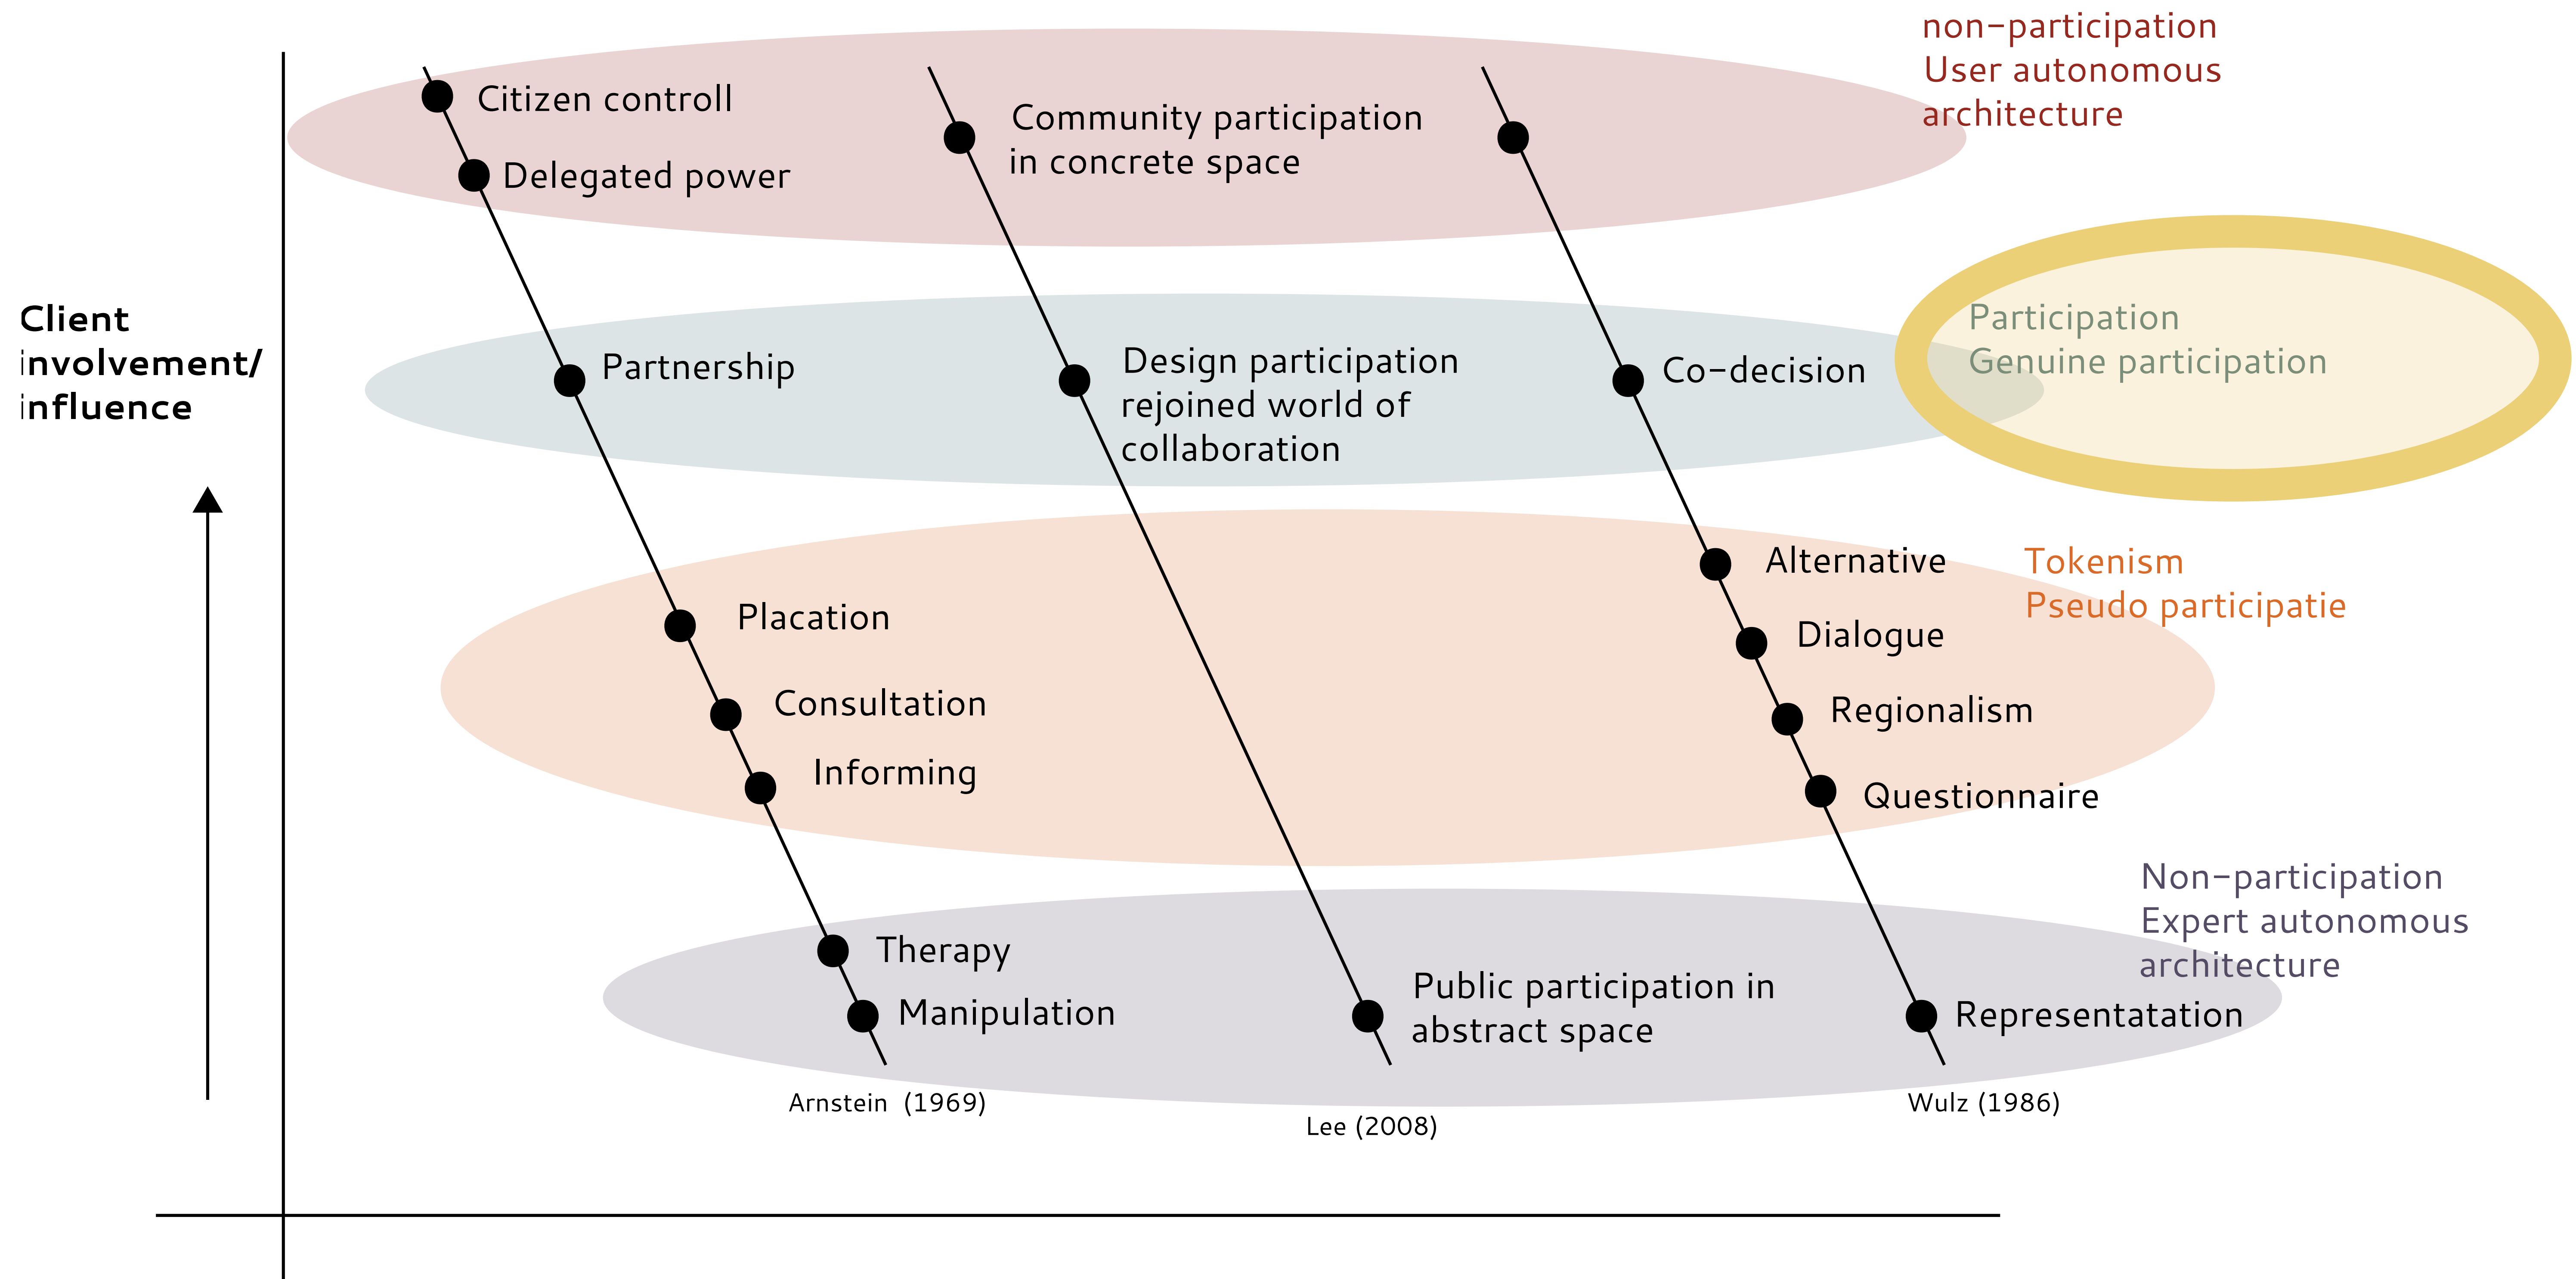 non-participation
User autonomous
architecture
Citizen controll
Delegated power
Community participation
in concrete space
Client
involvement/
influence
Partnership
Design participation
rejoined world of
collaboration
Co-decision
Participation
Genuine participation
Alternative
Dialogue
Regionalism
Questionnaire
Tokenism
Pseudo participatie
Placation
Consultation
Informing
Non-participation
Expert autonomous
architecture
Therapy
Manipulation
Public participation in
abstract space
Representatation
Arnstein (1969)
Lee (2008)
Wulz (1986)